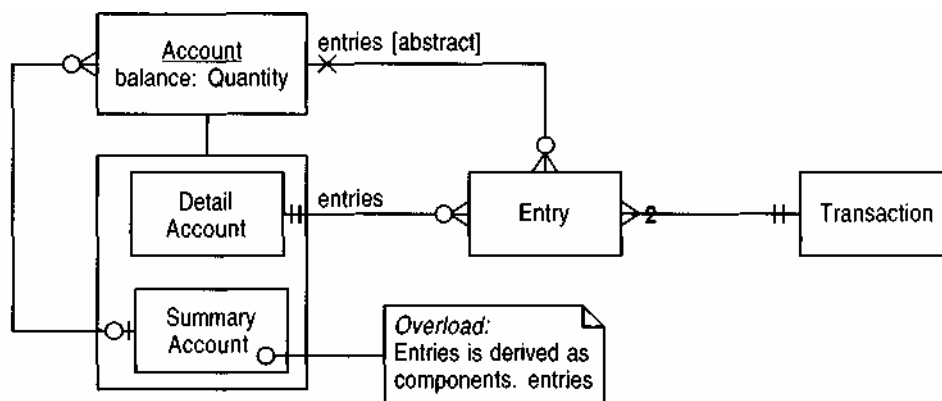 Account
balance: Quantity
entries [abstract]
Detail
Account
entries
Entry
2
Transaction
Summary
Account
Overload:
Entries is derived as
components. entries